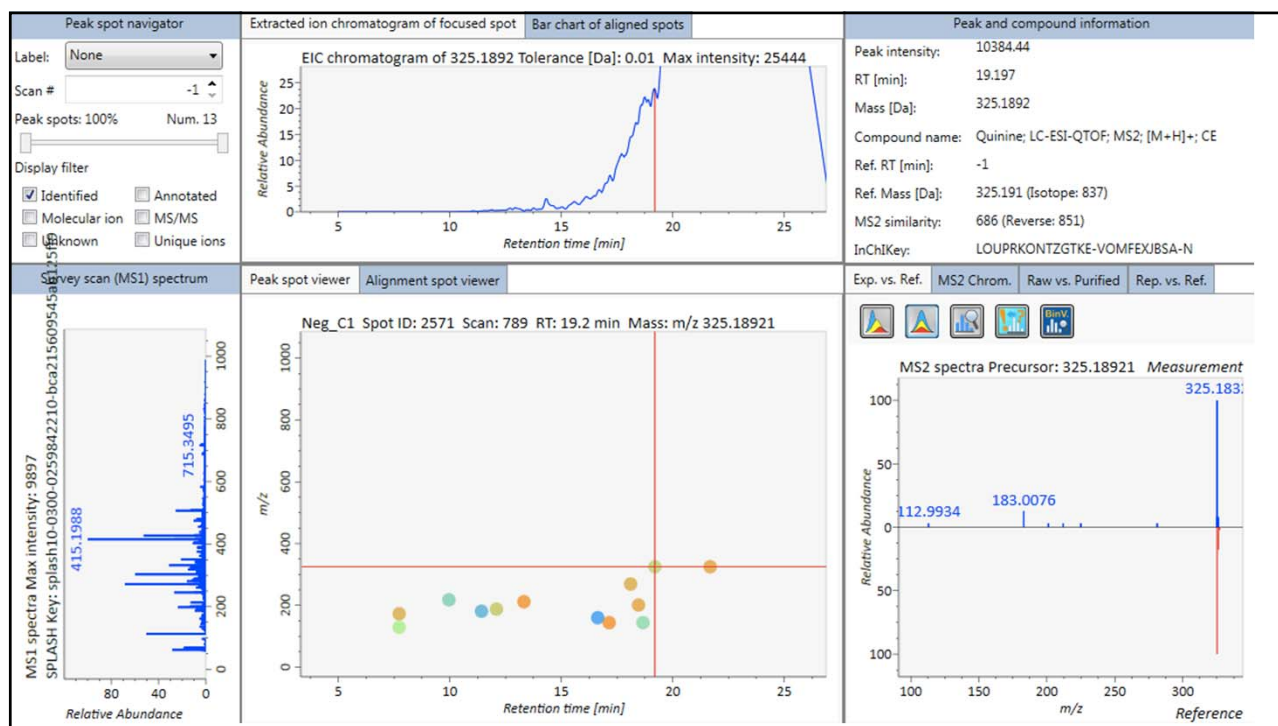 Peak spot navigator
Label: None
Scan # -1
Peak spots: 100% Num. 13
Display filter
Identified Annotated
Molecular ion MS/MS
Unknown Unique ions
Extracted ion chromatogram of focused spot Bar chart of aligned spots
EIC chromatogram of 325.1892 Tolerance [Da]: 0.01 Max intensity: 25444
Relative Abundance
25
20
15
10
5
0
5 10 15 20 25
Retention time [min]
Peak and compound information
Peak intensity: 10384.44
RT [min]: 19.197
Mass [Da]: 325.1892
Compound name: Quinine; LC-ESI-QTOF; MS2; [M+H]+; CE
Ref. RT [min]: -1
Ref. Mass [Da]: 325.191 (Isotope: 837)
MS2 similarity: 686 (Reverse: 851)
InChIKey: LOUPRKONTZGTKE-VOMFEXJBSA-N
Survey scan (MS1) spectrum
MS1 spectra Max intensity: 9897
415.1988
715.3495
0 200 400 600 800 1000
80 40 0
Relative Abundance
Peak spot viewer Alignment spot viewer
Neg_C1 Spot ID: 2571 Scan: 789 RT: 19.2 min Mass: m/z 325.18921
m/z
1000
800
600
400
200
0
5 10 15 20 25
Retention time [min]
Exp. vs. Ref. MS2 Chrom. Raw vs. Purified Rep. vs. Ref.
BinV.
MS2 spectra Precursor: 325.18921 Measurement
325.183
183.0076
112.9934
Relative Abundance
100
50
0
50
100
100 150 200 250 300
m/z
Reference